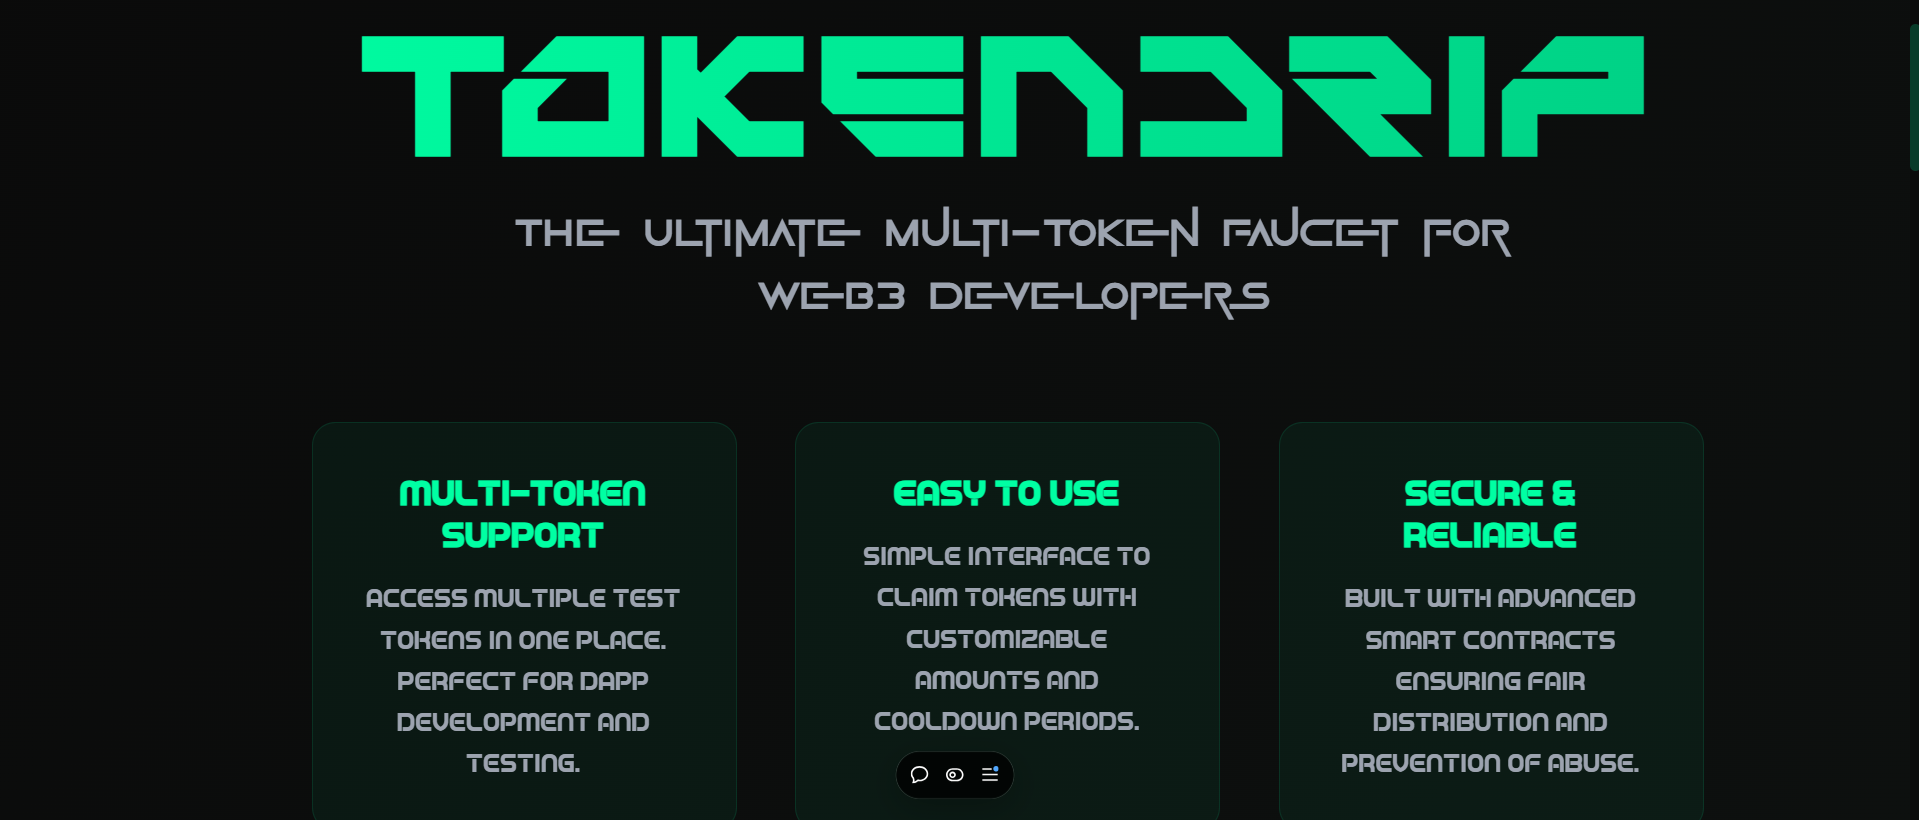 TOKENDRIP
THE ULTIMATE MULTI-TOKEN FAUCET FOR
WEB3 DEVELOPERS
MULTI-TOKEN
SUPPORT
ACCESS MULTIPLE TEST
TOKENS IN ONE PLACE.
PERFECT FOR DAPP
DEVELOPMENT AND
TESTING.
EASY TO USE
SIMPLE INTERFACE TO
CLAIM TOKENS WITH
CUSTOMIZABLE
AMOUNTS AND
COOLDOWN PERIODS.
SECURE &
RELIABLE
BUILT WITH ADVANCED
SMART CONTRACTS
ENSURING FAIR
DISTRIBUTION AND
PREVENTION OF ABUSE.